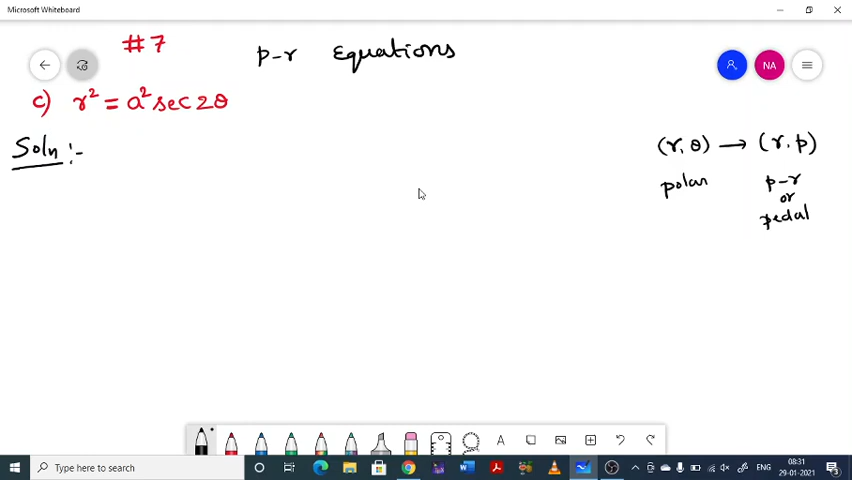 Microsoft Whiteboard
#7
p-r Equations
NA
c) r² = a² sec 2θ
Soln :-
(r, θ) → (r, p)
polar
p-r
or
pedal
A
Type here to search
W
ENG
08:31
29-01-2021
3